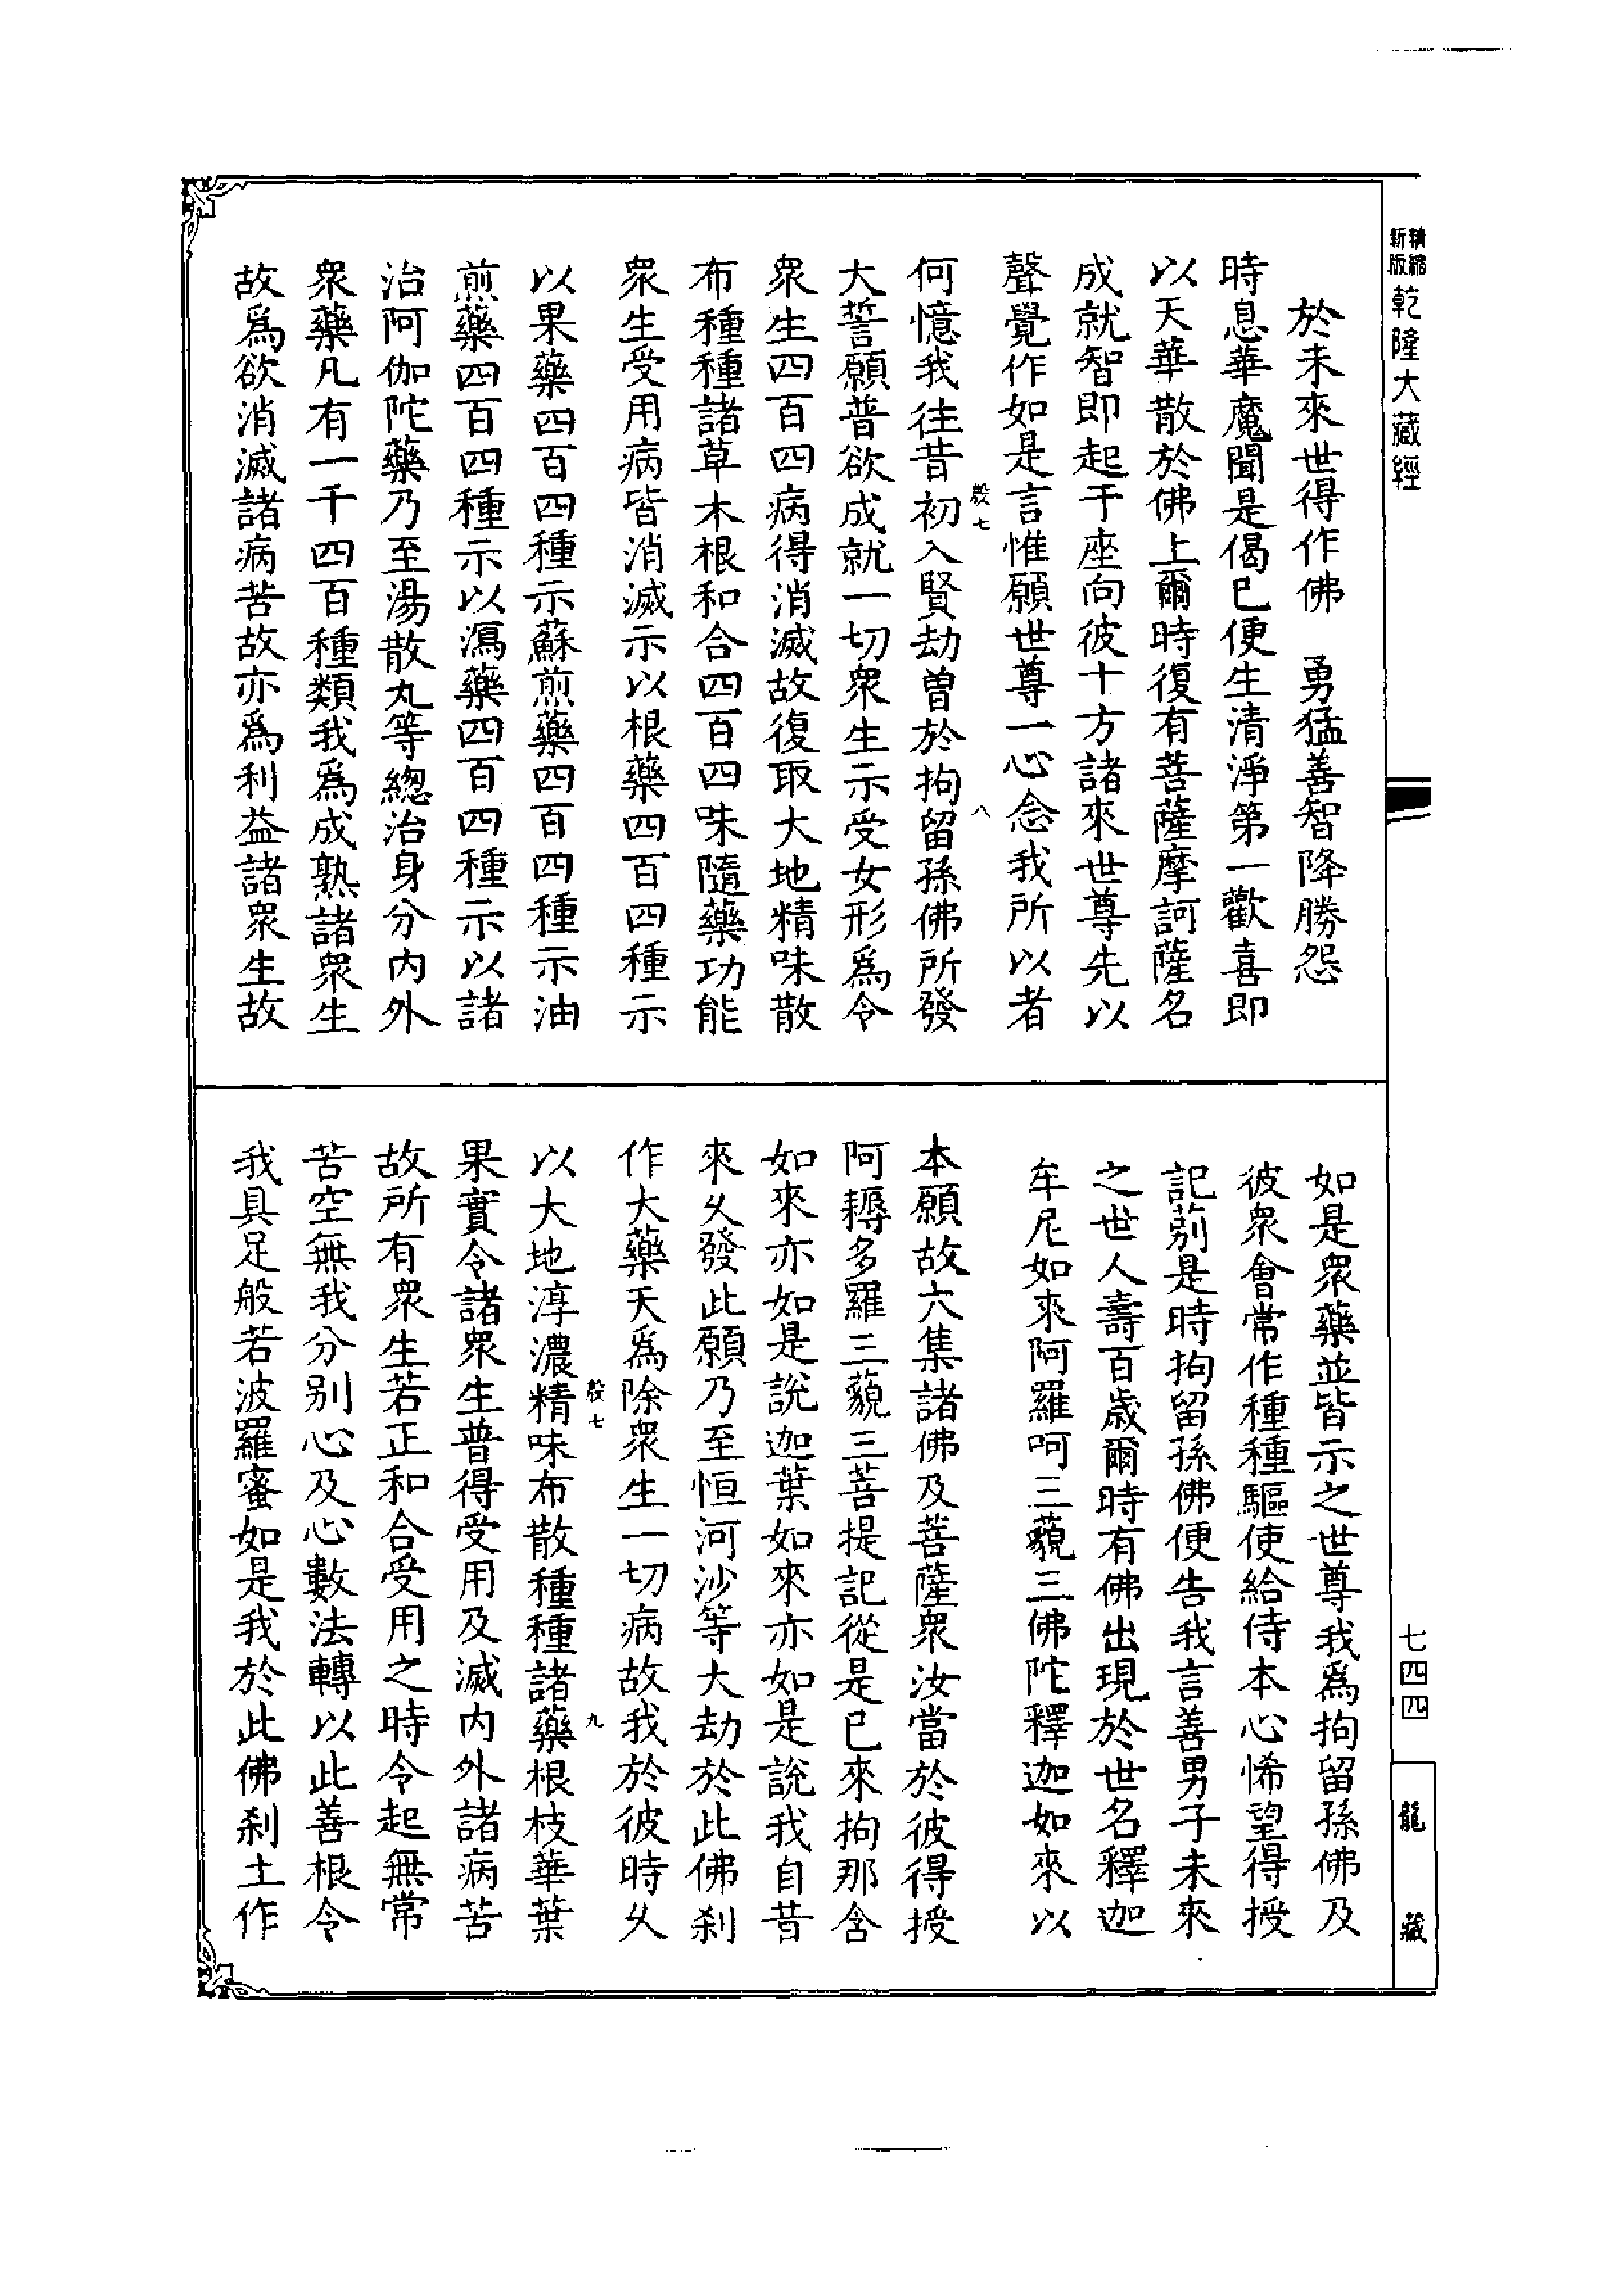 精縮
新版
乾隆大藏經
於未來世得作佛　勇猛善智降勝怨
時息華魔聞是偈已便生清淨第一歡喜即
以天華散於佛上爾時復有菩薩摩訶薩名
成就智即起于座向彼十方諸來世尊先以
聲覺作如是言惟願世尊一心念我所以者
殷七
八
何憶我往昔初入賢劫曾於拘留孫佛所發
大誓願普欲成就一切衆生示受女形爲令
衆生四百四病得消滅故復取大地精味散
布種種諸草木根和合四百四味隨藥功能
衆生受用病皆消滅示以根藥四百四種示
以果藥四百四種示蘇煎藥四百四種示油
煎藥四百四種示以瀉藥四百四種示以諸
治阿伽陀藥乃至湯散丸等總治身分內外
衆藥凡有一千四百種類我爲成熟諸衆生
故爲欲消滅諸病苦故亦爲利益諸衆生故
如是衆藥並皆示之世尊我爲拘留孫佛及
彼衆會常作種種驅使給侍本心悕望得授
記莂是時拘留孫佛便告我言善男子未來
之世人壽百歲爾時有佛出現於世名釋迦
牟尼如來阿羅呵三藐三佛陀釋迦如來以
本願故六集諸佛及菩薩衆汝當於彼得授
阿耨多羅三藐三菩提記從是已來拘那含
如來亦如是說迦葉如來亦如是說我自昔
來久發此願乃至恒河沙等大劫於此佛刹
作大藥天爲除衆生一切病故我於彼時久
殷七
九
以大地淳濃精味布散種種諸藥根枝華葉
果實令諸衆生普得受用及滅內外諸病苦
故所有衆生若正和合受用之時令起無常
苦空無我分別心及心數法轉以此善根令
我具足般若波羅蜜如是我於此佛刹土作
七四四
龍藏